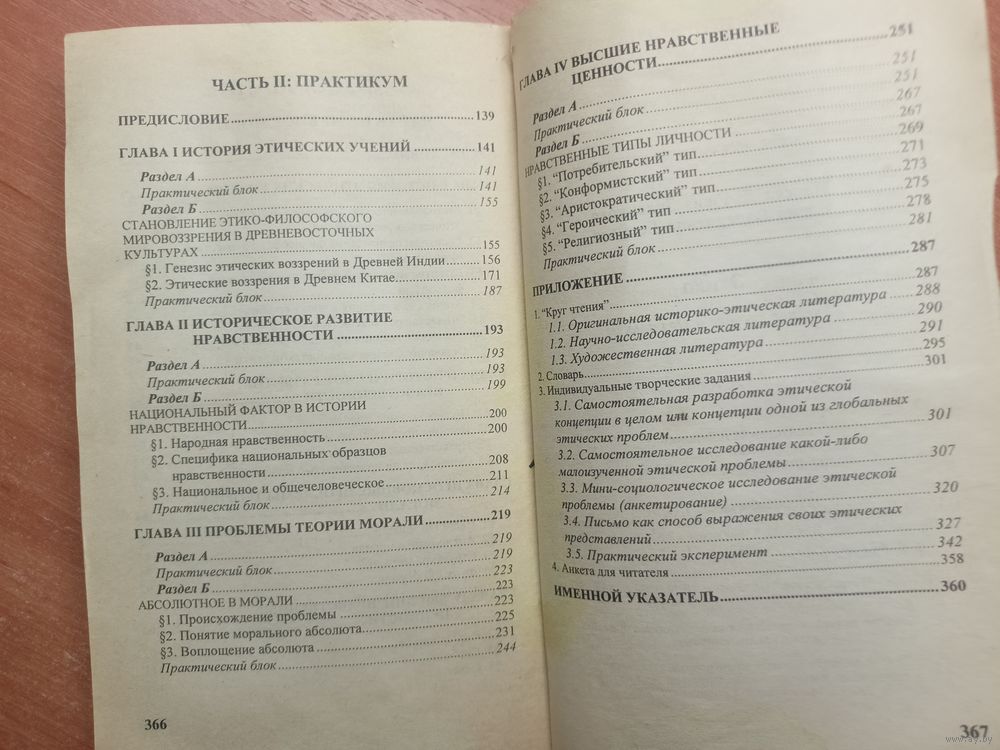 ЧАСТЬ II: ПРАКТИКУМ
ПРЕДИСЛОВИЕ 139
ГЛАВА I ИСТОРИЯ ЭТИЧЕСКИХ УЧЕНИЙ 141
Раздел А 141
Практический блок 141
Раздел Б 155
СТАНОВЛЕНИЕ ЭТИКО-ФИЛОСОФСКОГО
МИРОВОЗЗРЕНИЯ В ДРЕВНЕВОСТОЧНЫХ
КУЛЬТУРАХ 155
§1. Генезис этических воззрений в Древней Индии 156
§2. Этические воззрения в Древнем Китае 171
Практический блок 187
ГЛАВА II ИСТОРИЧЕСКОЕ РАЗВИТИЕ
НРАВСТВЕННОСТИ 193
Раздел А 193
Практический блок 193
Раздел Б 199
НАЦИОНАЛЬНЫЙ ФАКТОР В ИСТОРИИ
НРАВСТВЕННОСТИ 200
§1. Народная нравственность 200
§2. Специфика национальных образцов
нравственности 208
§3. Национальное и общечеловеческое 211
Практический блок 214
ГЛАВА III ПРОБЛЕМЫ ТЕОРИИ МОРАЛИ 219
Раздел А 219
Практический блок 219
Раздел Б 223
АБСОЛЮТНОЕ В МОРАЛИ 223
§1. Происхождение проблемы 223
§2. Понятие морального абсолюта 225
§3. Воплощение абсолюта 231
Практический блок 244
366
ГЛАВА IV ВЫСШИЕ НРАВСТВЕННЫЕ
ЦЕННОСТИ 251
Раздел А 251
Практический блок 251
Раздел Б 267
НРАВСТВЕННЫЕ ТИПЫ ЛИЧНОСТИ 267
§1. "Потребительский" тип 269
§2. "Конформистский" тип 271
§3. "Аристократический" тип 273
§4. "Героический" тип 275
§5. "Религиозный" тип 278
Практический блок 281
ПРИЛОЖЕНИЕ 287
1. "Круг чтения" 287
1.1. Оригинальная историко-этическая литература 288
1.2. Научно-исследовательская литература 290
1.3. Художественная литература 291
2. Словарь 295
3. Индивидуальные творческие задания 301
3.1. Самостоятельная разработка этической
концепции в целом или концепции одной из глобальных
этических проблем 301
3.2. Самостоятельное исследование какой-либо
малоизученной этической проблемы 307
3.3. Мини-социологическое исследование этической
проблемы (анкетирование) 320
3.4. Письмо как способ выражения своих этических
представлений 327
3.5. Практический эксперимент 342
4. Анкета для читателя 358
ИМЕННОЙ УКАЗАТЕЛЬ 360
367
www.ay.by